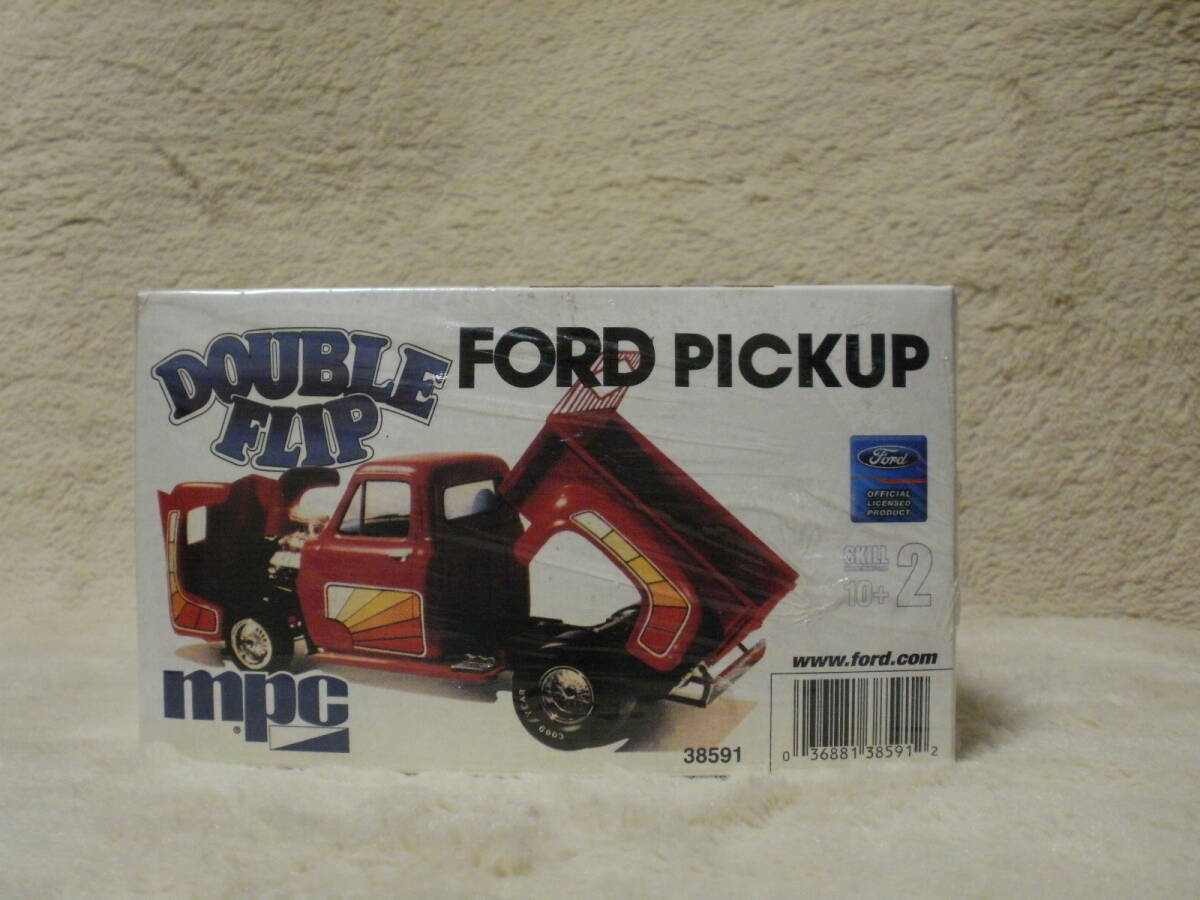 DOUBLE
FLIP
FORD PICKUP
Ford
OFFICIAL
LICENSED
PRODUCT
SKILL
2
10+
www.ford.com
mpc
®
GOODYEAR
38591
0 36881 38591 2